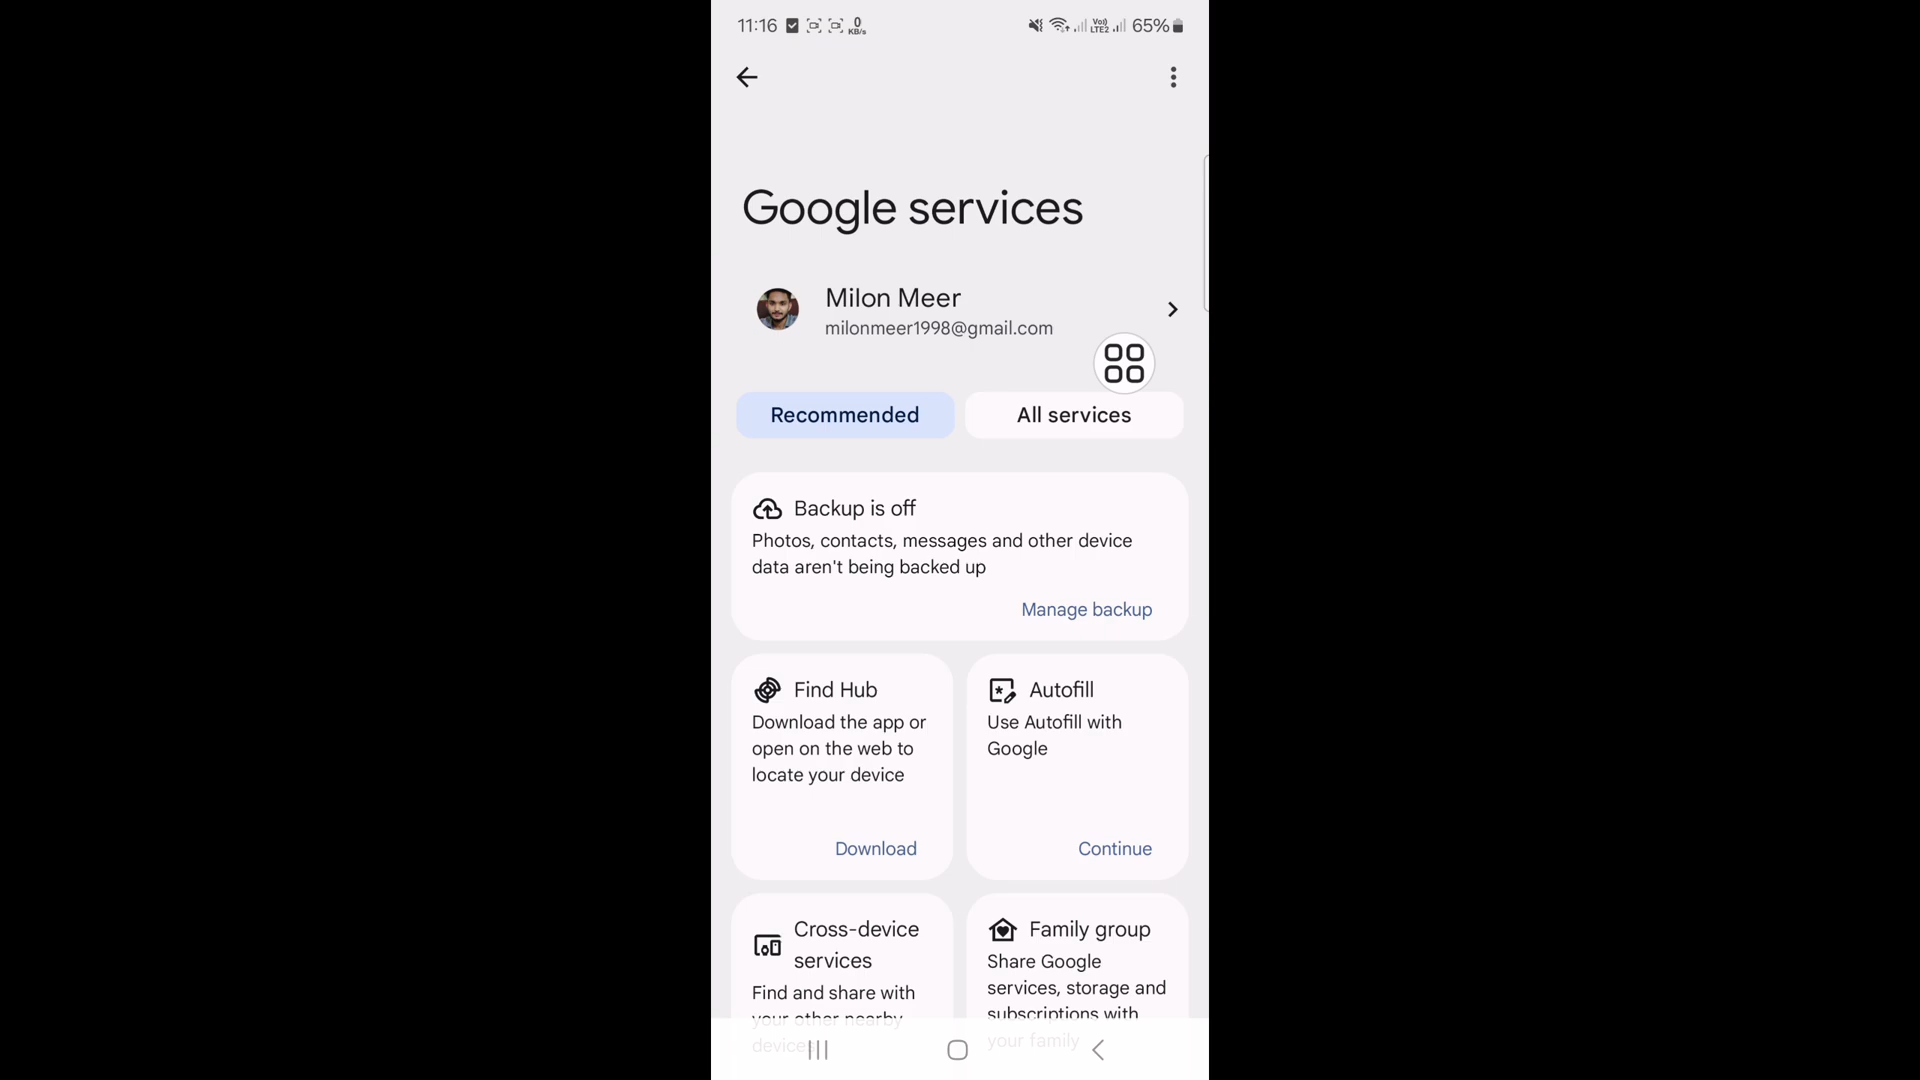 11:16 0 KB/s Vo)) LTE2 65%
Google services
Milon Meer
milonmeer1998@gmail.com
Recommended
All services
Backup is off
Photos, contacts, messages and other device
data aren't being backed up
Manage backup
Find Hub
Download the app or
open on the web to
locate your device
Download
Autofill
Use Autofill with
Google
Continue
Cross-device
services
Find and share with
your other nearby
devices
Family group
Share Google
services, storage and
subscriptions with
your family